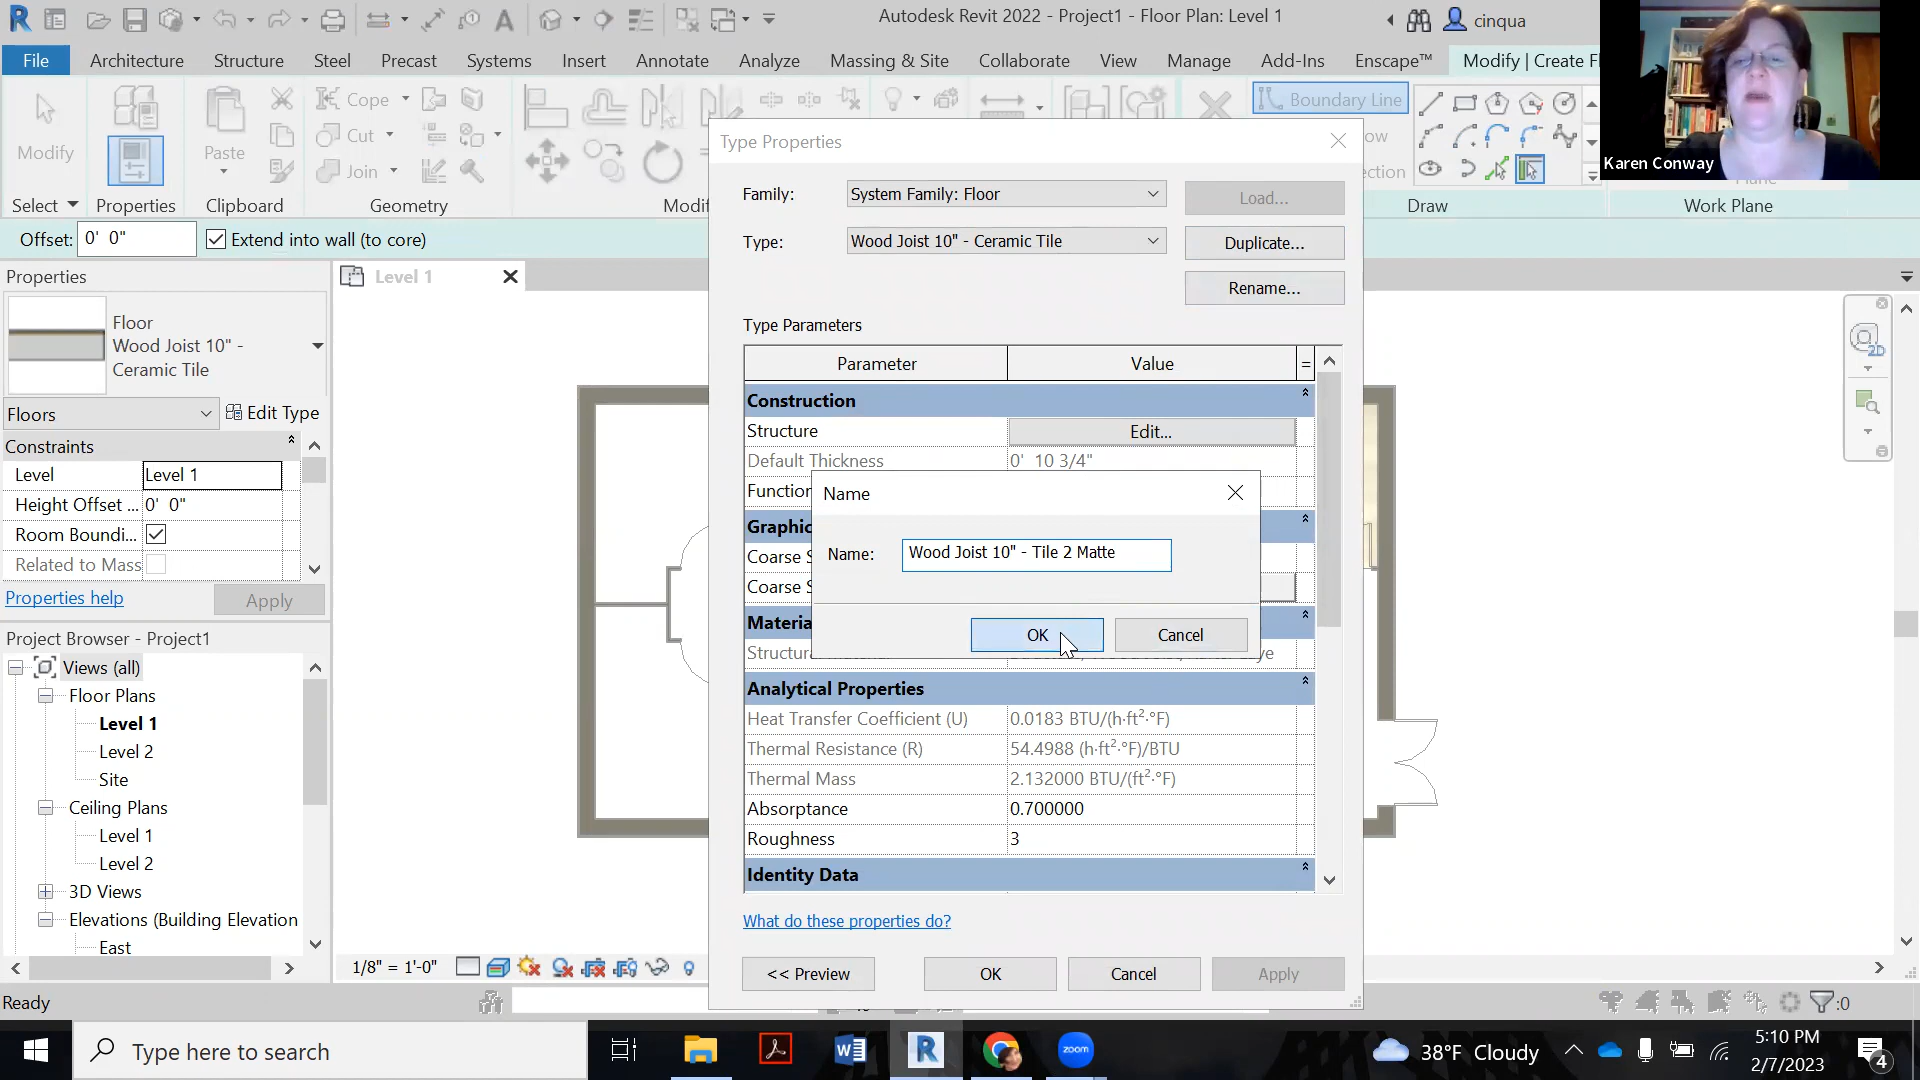 Autodesk Revit 2022 - Project1 - Floor Plan: Level 1
cinqua
File Architecture Structure Steel Precast Systems Insert Annotate Analyze Massing & Site Collaborate View Manage Add-Ins Enscape™ Modify | Create Fl
Modify
Paste
Cope
Cut
Join
Boundary Line
Select Properties Clipboard Geometry Draw Work Plane
Offset: 0' 0" Extend into wall (to core)
Karen Conway
Properties
Floor
Wood Joist 10" -
Ceramic Tile
Floors Edit Type
Constraints
Level Level 1
Height Offset ... 0' 0"
Room Boundi...
Related to Mass
Properties help Apply
Project Browser - Project1
Views (all)
Floor Plans
Level 1
Level 2
Site
Ceiling Plans
Level 1
Level 2
3D Views
Elevations (Building Elevation
East
Level 1
2D
Type Properties
Family: System Family: Floor Load...
Type: Wood Joist 10" - Ceramic Tile Duplicate...
Rename...
Type Parameters
Parameter Value =
Construction
Structure Edit...
Default Thickness 0' 10 3/4"
Function
Graphic
Coarse S
Coarse S
Materia
Name
Name: Wood Joist 10" - Tile 2 Matte
OK Cancel
Analytical Properties
Heat Transfer Coefficient (U) 0.0183 BTU/(h·ft²·°F)
Thermal Resistance (R) 54.4988 (h·ft²·°F)/BTU
Thermal Mass 2.132000 BTU/(ft²·°F)
Absorptance 0.700000
Roughness 3
Identity Data
What do these properties do?
<< Preview OK Cancel Apply
1/8" = 1'-0"
Ready
:0
Type here to search
zoom
38°F Cloudy
5:10 PM
2/7/2023
4